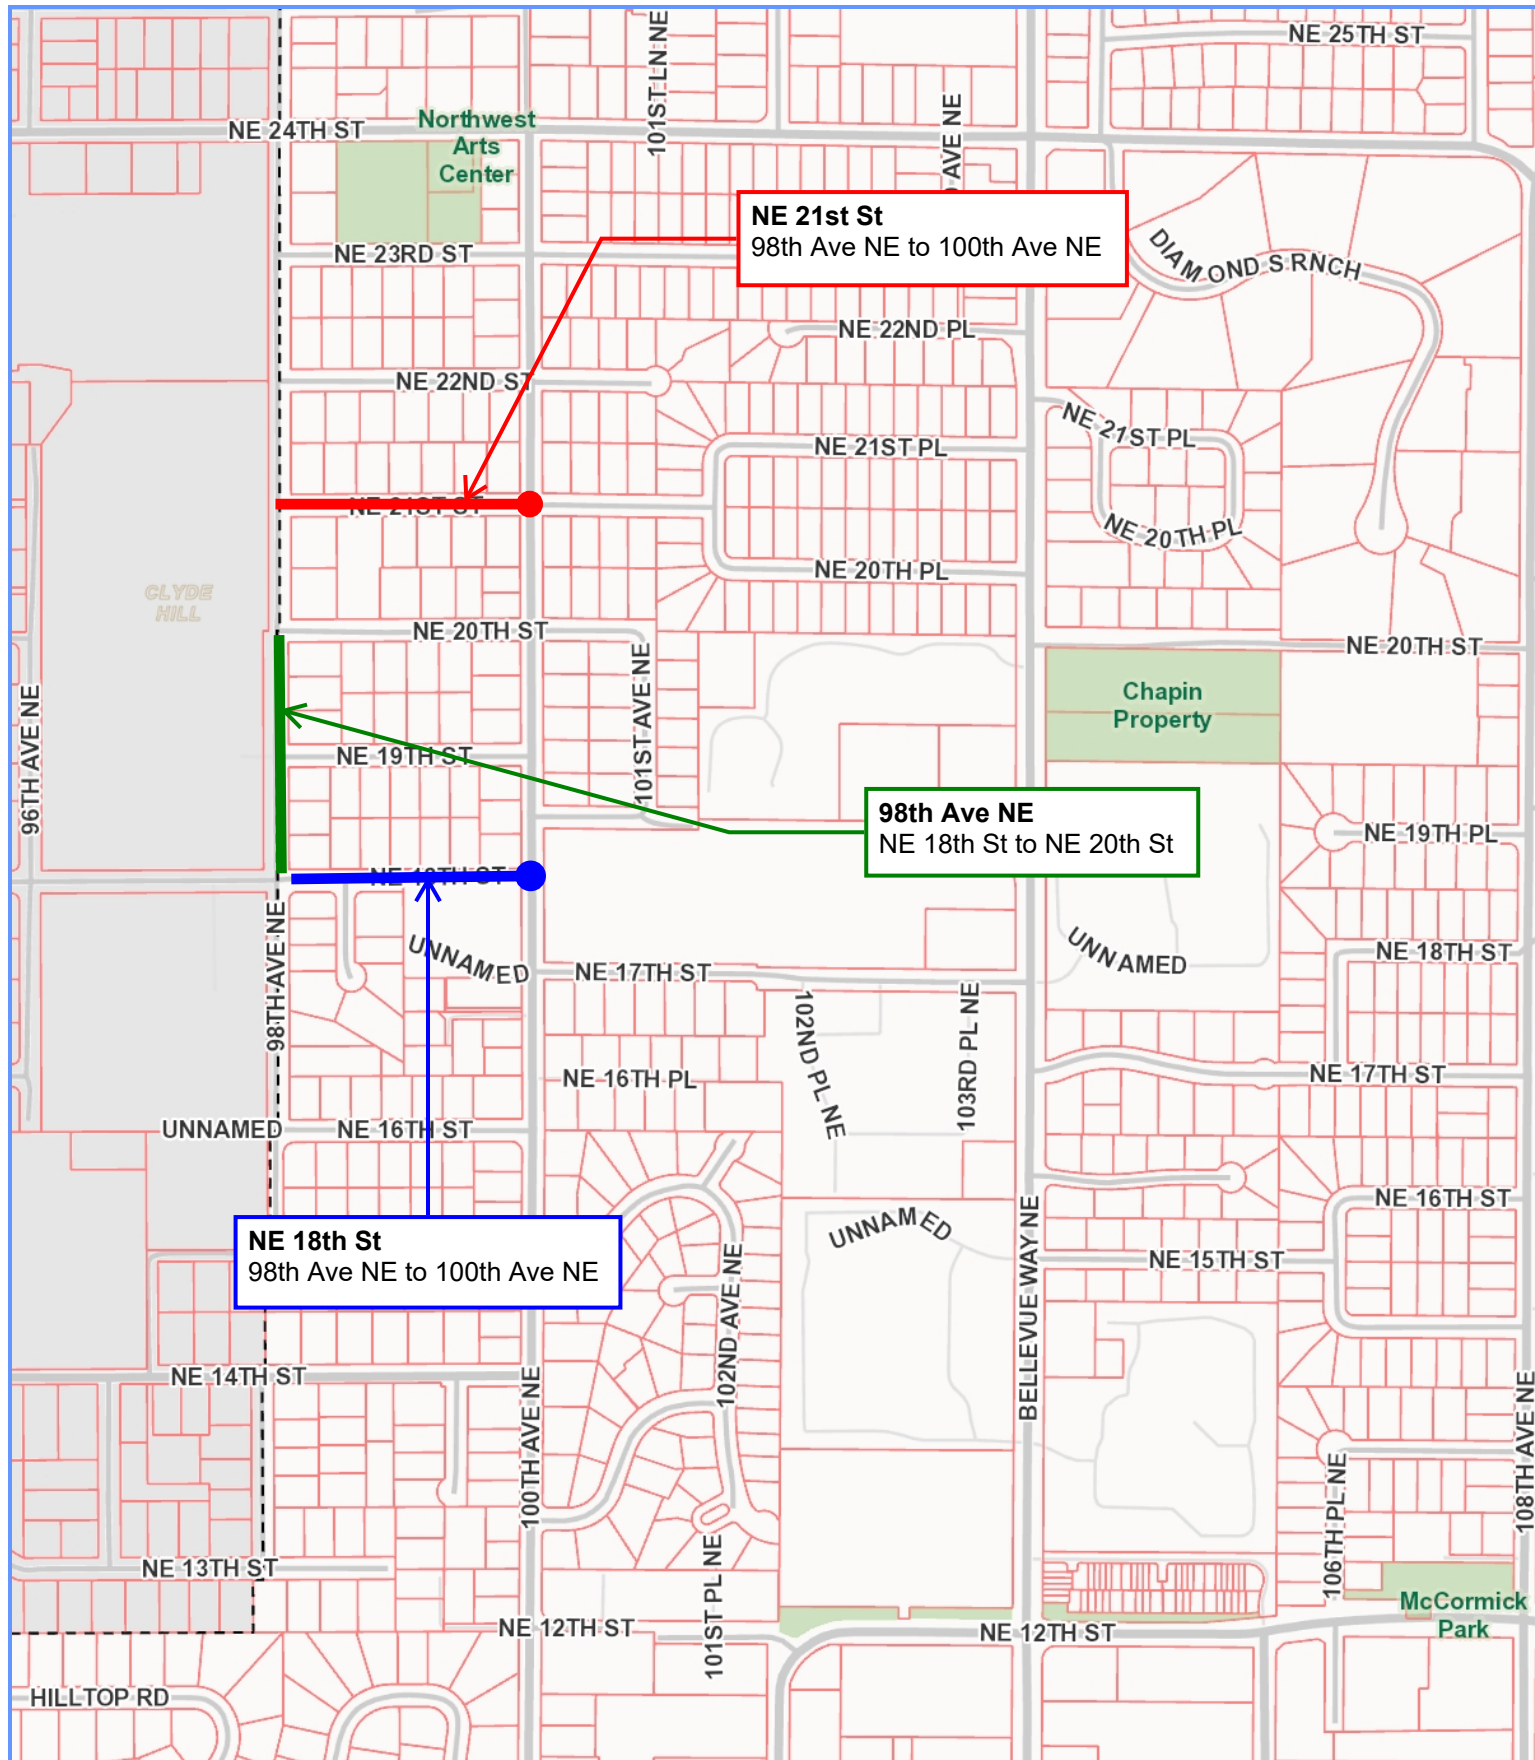 NE 25TH ST
101ST LN NE
NE 24TH ST
Northwest
Arts
Center
AVE NE
NE 21st St
98th Ave NE to 100th Ave NE
NE 23RD ST
DIAMOND S RNCH
NE 22ND PL
NE 22ND ST
NE 21ST PL
NE 21ST PL
NE 21ST ST
NE 20TH PL
NE 20TH PL
CLYDE
HILL
NE 20TH ST
NE 20TH ST
101ST AVE NE
96TH AVE NE
Chapin
Property
NE 19TH ST
98th Ave NE
NE 18th St to NE 20th St
NE 19TH PL
NE 18TH ST
98TH AVE NE
UNNAMED
UNNAMED
NE 18TH ST
NE 17TH ST
102ND PL NE
103RD PL NE
NE 16TH PL
NE 17TH ST
UNNAMED
NE 16TH ST
NE 16TH ST
BELLEVUE WAY NE
UNNAMED
NE 18th St
98th Ave NE to 100th Ave NE
102ND AVE NE
NE 15TH ST
NE 14TH ST
100TH AVE NE
108TH AVE NE
106TH PL NE
101ST PL NE
NE 13TH ST
McCormick
Park
NE 12TH ST
NE 12TH ST
HILLTOP RD